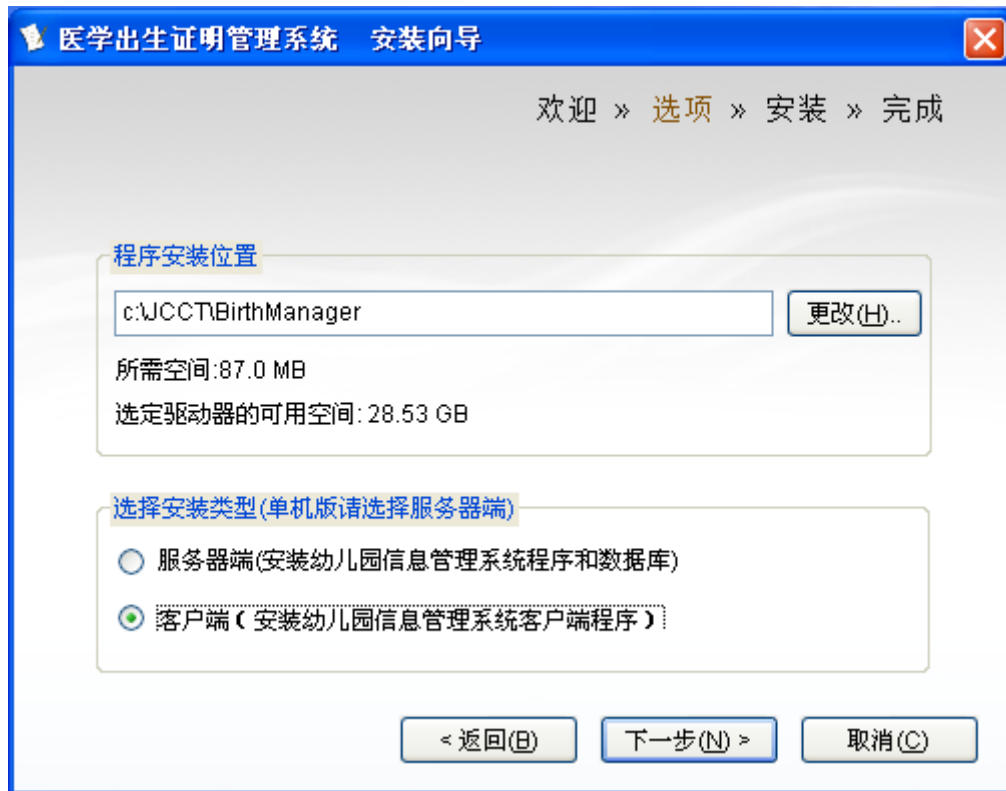 医学出生证明管理系统 安装向导
欢迎 » 选项 » 安装 » 完成
程序安装位置
c:\JCCT\BirthManager
更改(H)..
所需空间:87.0 MB
选定驱动器的可用空间: 28.53 GB
选择安装类型(单机版请选择服务器端)
服务器端(安装幼儿园信息管理系统程序和数据库)
客户端(安装幼儿园信息管理系统客户端程序)
<返回(B) 下一步(N) > 取消(C)